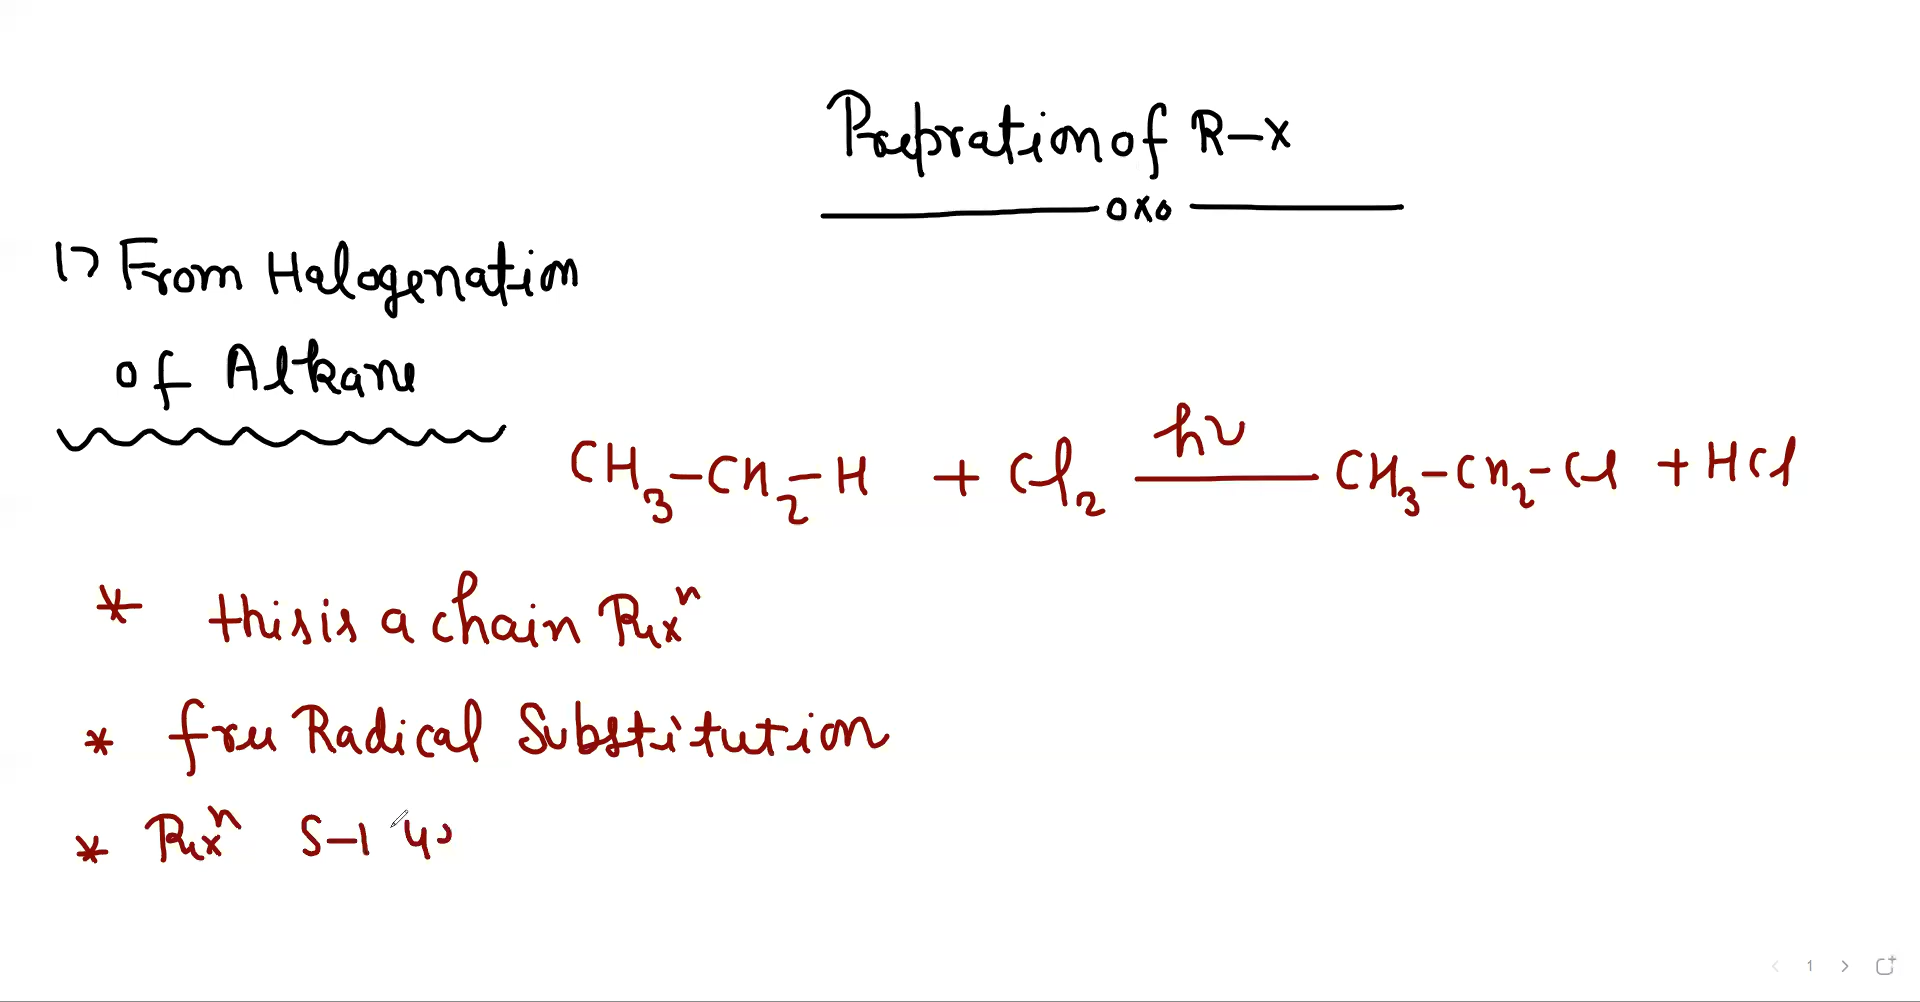 Prepration of R-X
oxo
1) From Halogenation
of Alkane
hν
CH3-CH2-H + Cl2 CH3-CH2-Cl + HCl
* this is a chain Rxn
* free Radical Substitution
* Rxn S-1
1